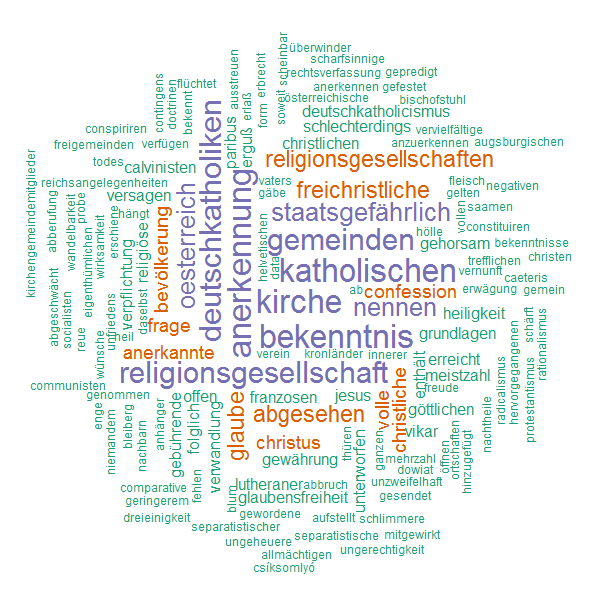 überwinder
scharfsinnige
rechtsverfassung
gepredigt
flüchtet
anerkennen
gefestet
österreichische
bischofstuhl
deutschkatholicismus
schlechterdings
vervielfältige
conspiriren
freigemeinden
verfügen
christlichen
anzuerkennen
augsburgischen
religionsgesellschaften
todes
calvinisten
vaters
fleisch
negativen
reichsangelegenheiten
freichristliche
gäbe
gelten
versagen
staatsgefährlich
saamen
hängt
constituiren
gemeinden
hölle
gehorsam
bekenntnisse
trefflichen
christen
katholischen
vernunft
caeteris
ab
confession
erwägung
gemein
kirche
nennen
heiligkeit
frage
bekenntnis
grundlagen
heil
anerkannte
verein
kronländer
innerer
erreicht
religionsgesellschaft
meistzahl
communisten
freude
genommen
offen
franzosen
jesus
göttlichen
abgesehen
vikar
christus
gewährung
mehrzahl
dowiat
lutheraner
abbruch
unzweifelhaft
comparative
glaubensfreiheit
gesendet
geringerem
gewordene
dreieinigkeit
aufstellt
schlimmere
separatistischer
separatistische
mitgewirkt
ungeheuere
ungerechtigkeit
allmächtigen
csíksomlyó
kirchengemeindemitglieder
abberufung
wandelbarkeit
probe
eigenthümlichen
wirksamkeit
erschiene
abgeschwächt
socialisten
reue
wünsche
unfriedens
verpflichtung
daselbst
religiöse
bevölkerung
contingens
doctrinen
bekennt
oesterreich
deutschkatholiken
paribus
ausstreuen
erguß
erlaß
form
erbrecht
soweit
scheinbar
anerkennung
helvetischen
data
vollen
enge
niemandem
bleiberg
nachbarn
anhänger
gebührende
folglich
fehlen
verwandlung
glaube
blum
thüren
unterworfen
ganzen
volle
christliche
enthält
öffnen
ortschaften
hinzugefügt
nachtheile
radicalismus
hervorgegangenen
protestantismus
schärft
rationalismus